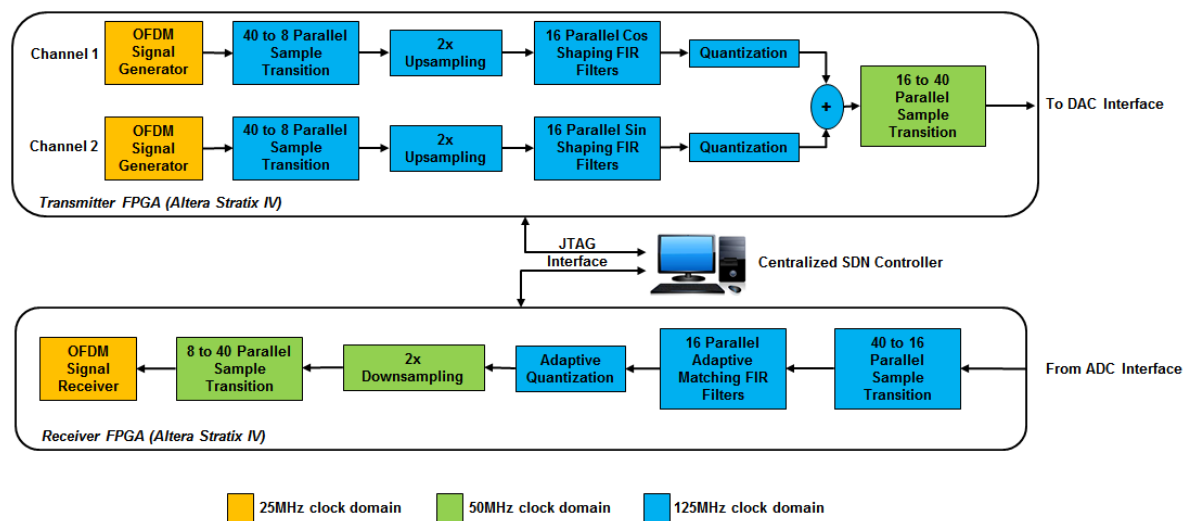 Channel 1
OFDM
Signal
Generator
40 to 8 Parallel
Sample
Transition
2x
Upsampling
16 Parallel Cos
Shaping FIR
Filters
Quantization
+
16 to 40
Parallel
Sample
Transition
To DAC Interface
Channel 2
OFDM
Signal
Generator
40 to 8 Parallel
Sample
Transition
2x
Upsampling
16 Parallel Sin
Shaping FIR
Filters
Quantization
Transmitter FPGA (Altera Stratix IV)
JTAG
Interface
Centralized SDN Controller
OFDM
Signal
Receiver
8 to 40 Parallel
Sample
Transition
2x
Downsampling
Adaptive
Quantization
16 Parallel
Adaptive
Matching FIR
Filters
40 to 16
Parallel
Sample
Transition
From ADC Interface
Receiver FPGA (Altera Stratix IV)
25MHz clock domain
50MHz clock domain
125MHz clock domain